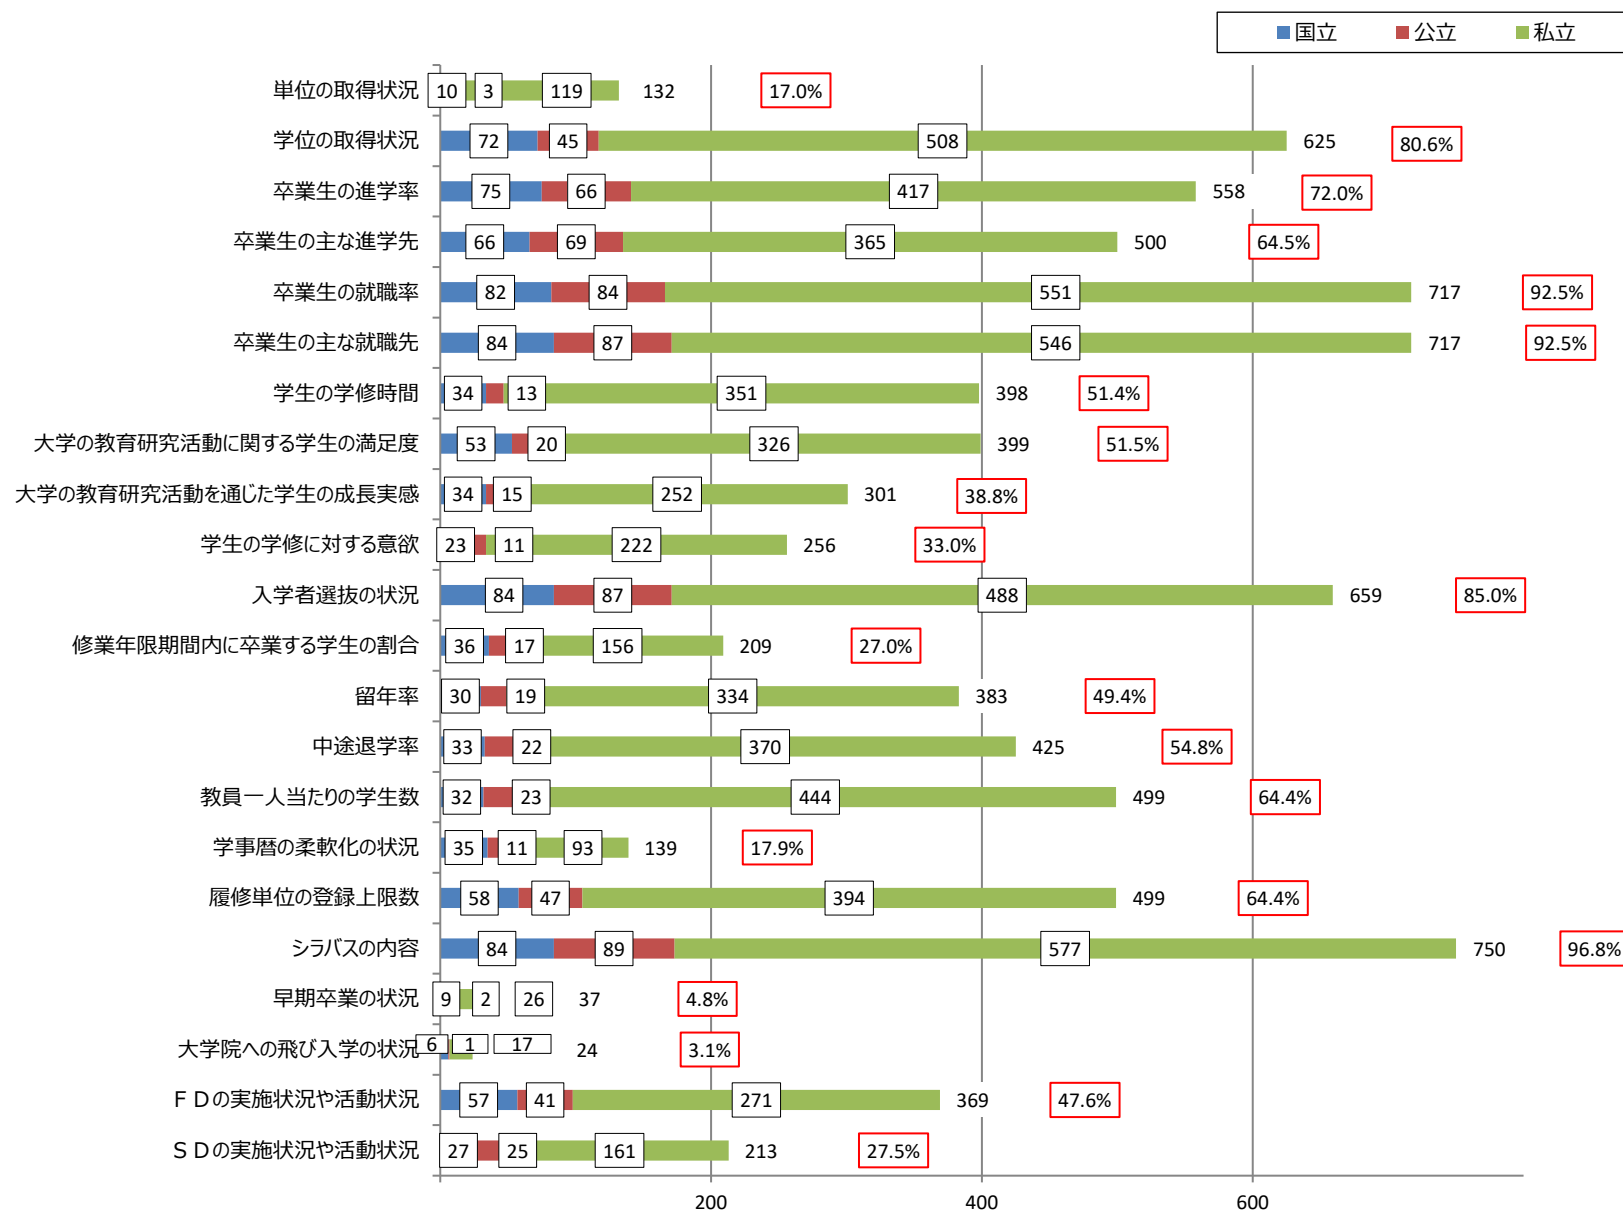 国立 公立 私立
単位の取得状況 10 3 119 132 17.0%
学位の取得状況 72 45 508 625 80.6%
卒業生の進学率 75 66 417 558 72.0%
卒業生の主な進学先 66 69 365 500 64.5%
卒業生の就職率 82 84 551 717 92.5%
卒業生の主な就職先 84 87 546 717 92.5%
学生の学修時間 34 13 351 398 51.4%
大学の教育研究活動に関する学生の満足度 53 20 326 399 51.5%
大学の教育研究活動を通じた学生の成長実感 34 15 252 301 38.8%
学生の学修に対する意欲 23 11 222 256 33.0%
入学者選抜の状況 84 87 488 659 85.0%
修業年限期間内に卒業する学生の割合 36 17 156 209 27.0%
留年率 30 19 334 383 49.4%
中途退学率 33 22 370 425 54.8%
教員一人当たりの学生数 32 23 444 499 64.4%
学事暦の柔軟化の状況 35 11 93 139 17.9%
履修単位の登録上限数 58 47 394 499 64.4%
シラバスの内容 84 89 577 750 96.8%
早期卒業の状況 9 2 26 37 4.8%
大学院への飛び入学の状況 6 1 17 24 3.1%
ＦＤの実施状況や活動状況 57 41 271 369 47.6%
ＳＤの実施状況や活動状況 27 25 161 213 27.5%
200 400 600